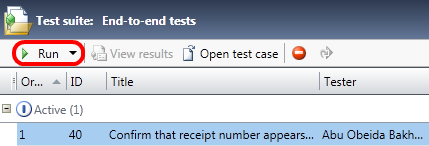 Test suite: End-to-end tests
Run View results Open test case
Or... ID Title Tester
Active (1)
1 40 Confirm that receipt number appears... Abu Obeida Bakh...